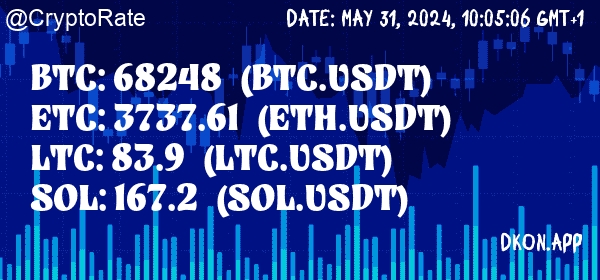 @CryptoRate
DATE: MAY 31, 2024, 10:05:06 GMT+1
BTC: 68248 (BTC.USDT)
ETC: 3737.61 (ETH.USDT)
LTC: 83.9 (LTC.USDT)
SOL: 167.2 (SOL.USDT)
DKON.APP